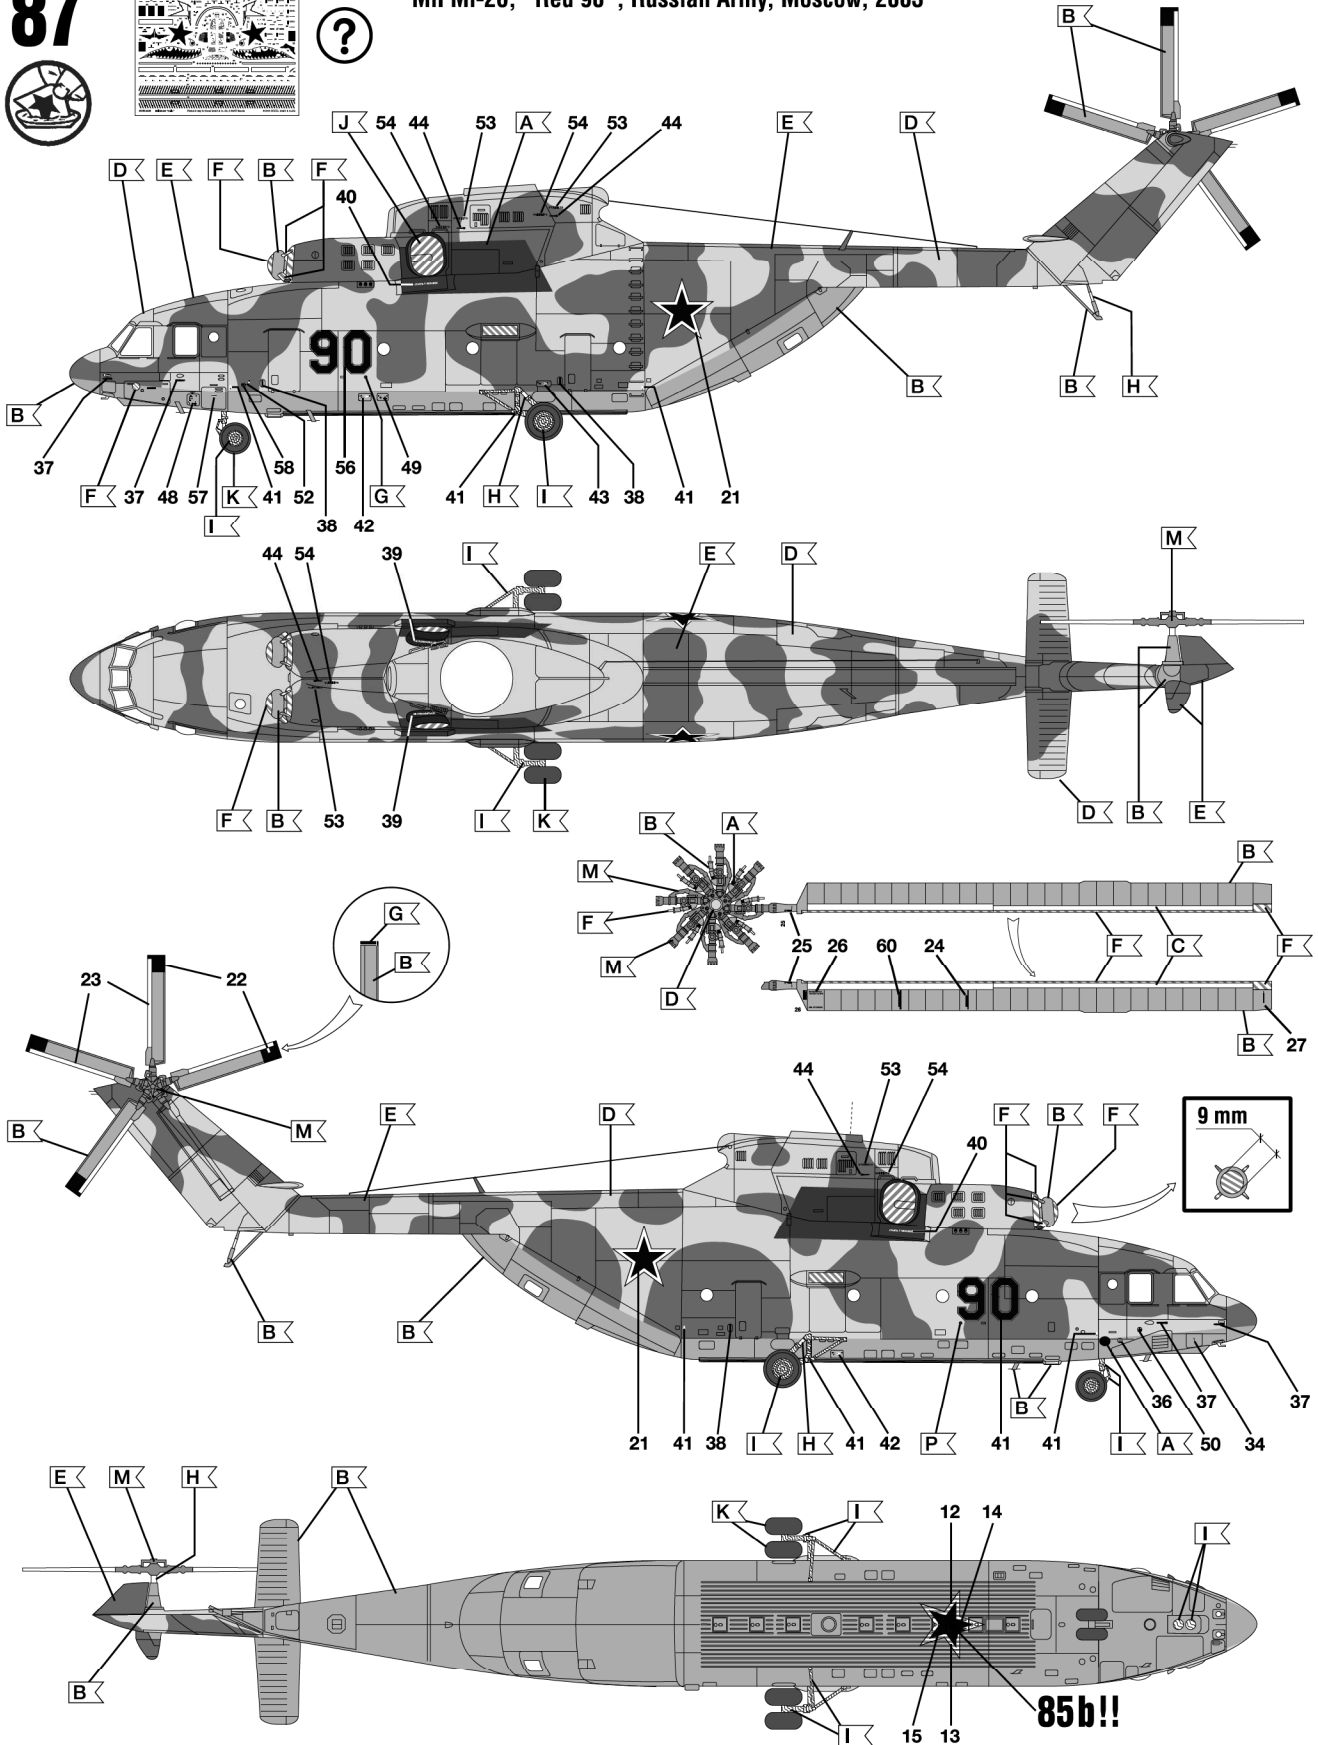 87
Mil Mi-26, "Red 90", Russian Army, Moscow, 2003
?
B
J 54 44 53 A 54 53 44 E D
D E F B F
40
90
B
37
58 56 49
F 37 48 57 K 41 52 G 41 H I 43 38 41 21
I 38 42
B B H
44 54 39 I E D M
F B 53 39 I K
D B E
B A
M
F
M
D
B
25
F C F
25 26 60 24
26
B 27
G
B
23 22
B M
E D
44 53 54
40
F B F
9 mm
90
B B
21 41 38 I H 41 42 P 41 41
B
36 37 37
I A 50 34
E M H B
K I 12 14 I
B
85b!!
I 15 13